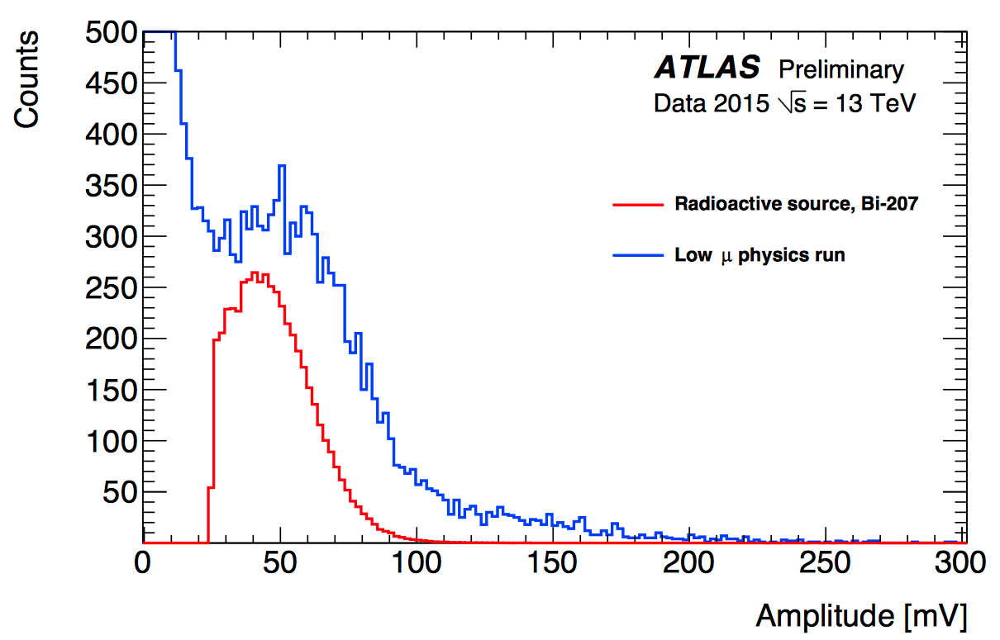 Counts
500
450
400
350
300
250
200
150
100
50
ATLAS Preliminary
Data 2015 √s = 13 TeV
Radioactive source, Bi-207
Low μ physics run
0 50 100 150 200 250 300
Amplitude [mV]